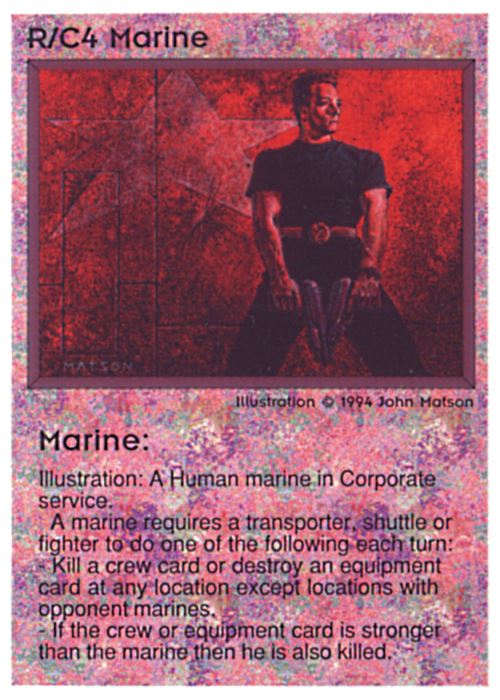 R/C4 Marine
MATSON
Illustration © 1994 John Matson
Marine:
Illustration: A Human marine in Corporate
service.
A marine requires a transporter, shuttle or
fighter to do one of the following each turn:
- Kill a crew card or destroy an equipment
card at any location except locations with
opponent marines.
- If the crew or equipment card is stronger
than the marine then he is also killed.